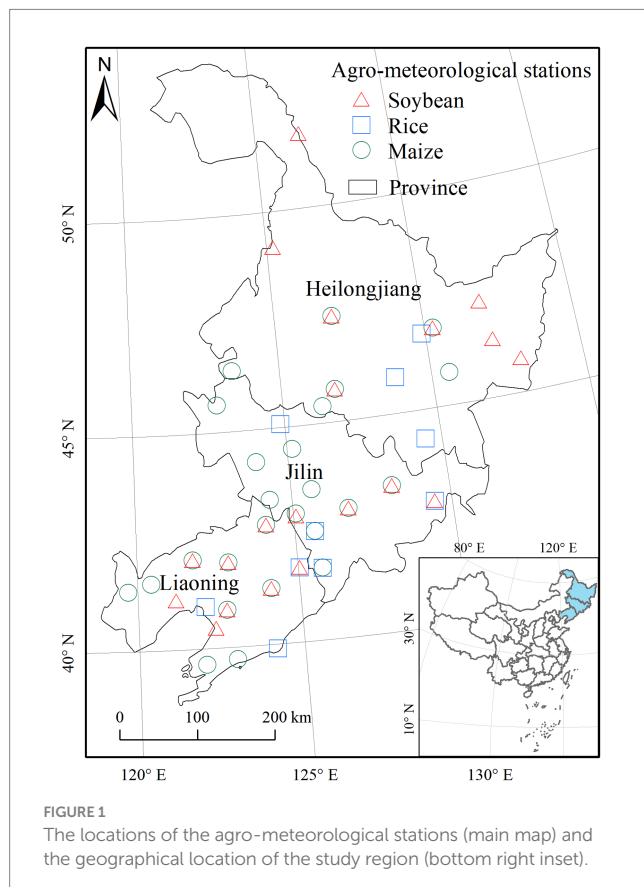 N
Agro-meteorological stations
Soybean
Rice
Maize
Province
50° N
Heilongjiang
45° N
Jilin
Liaoning
40° N
80° E
120° E
30° N
10° N
0
100
200 km
120° E
125° E
130° E
FIGURE 1
The locations of the agro-meteorological stations (main map) and
the geographical location of the study region (bottom right inset).